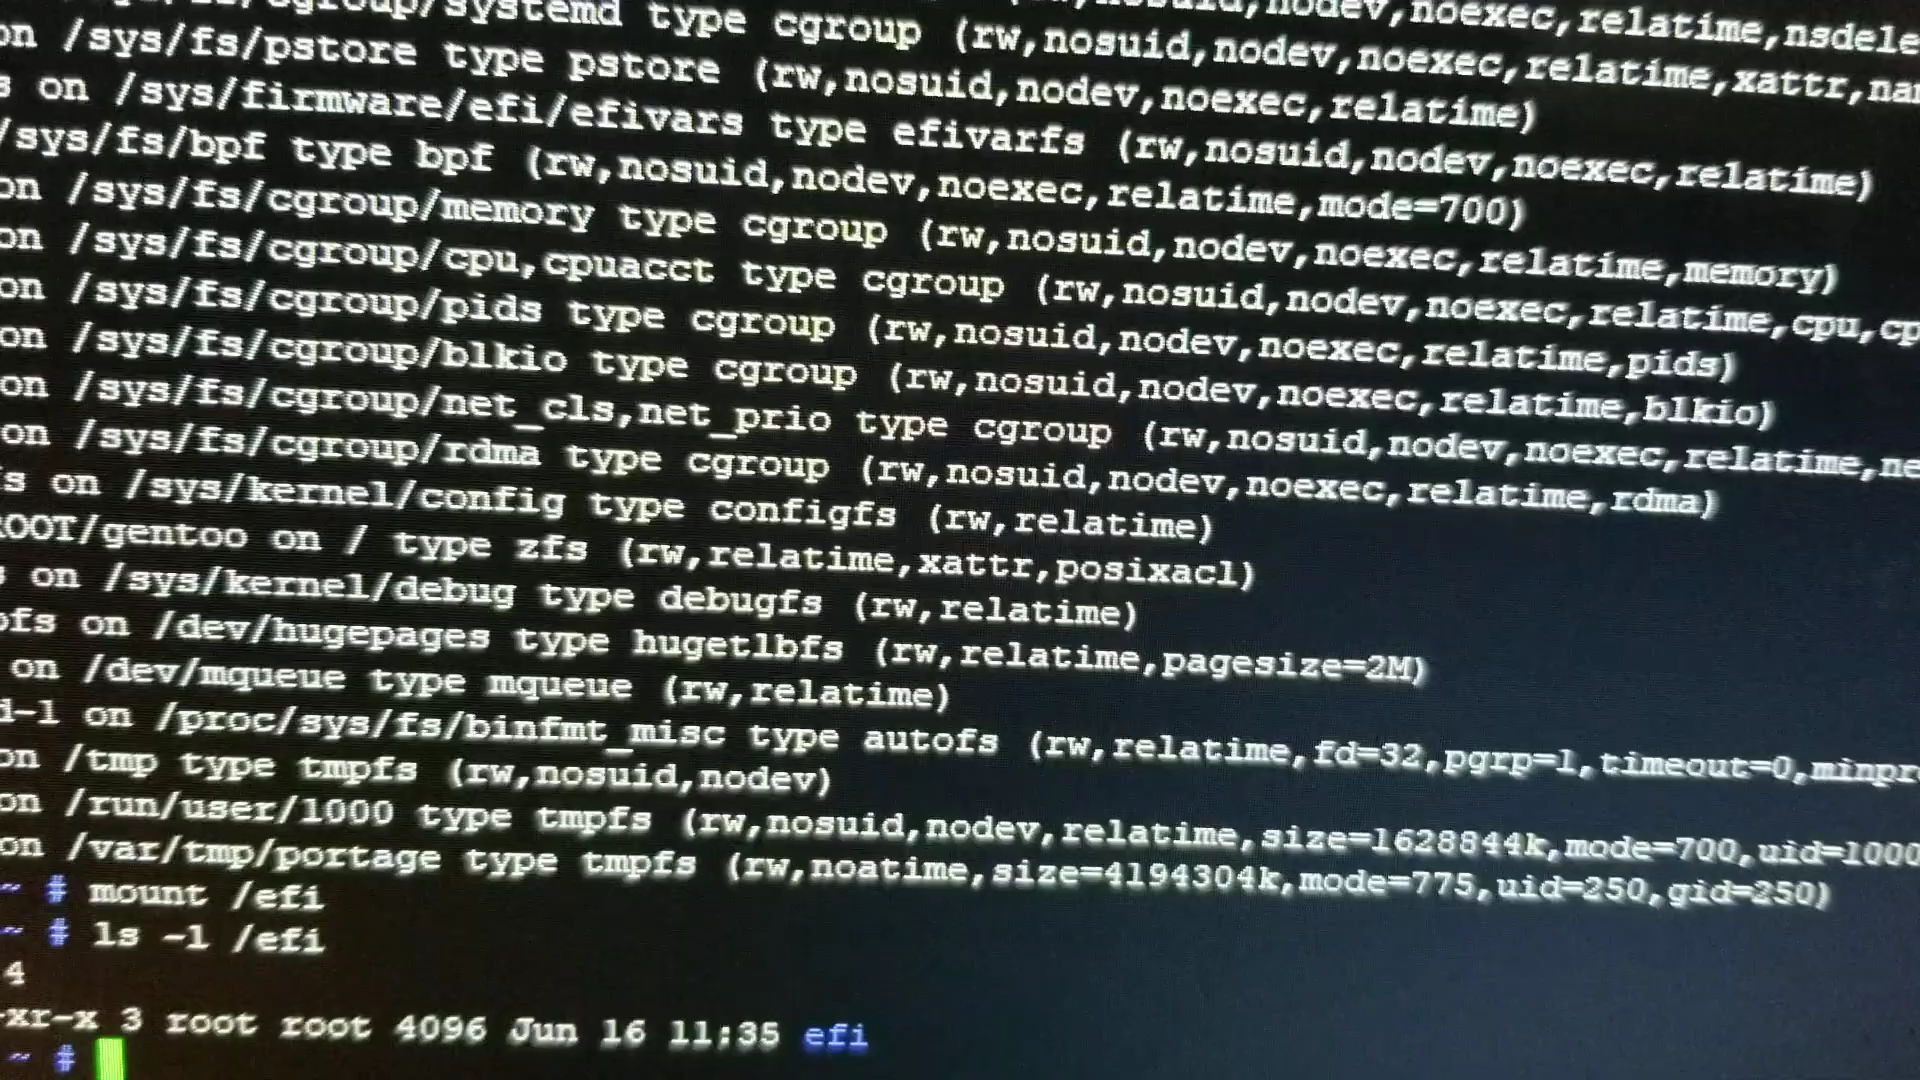 nodev,noexec,relatime,nsdele
cgroup/systemd type cgroup (rw,nosuid,nodev,noexec,relatime,xattr,nam
on /sys/fs/pstore type pstore (rw,nosuid,nodev,noexec,relatime)
s on /sys/firmware/efi/efivars type efivarfs (rw,nosuid,nodev,noexec,relatime)
/sys/fs/bpf type bpf (rw,nosuid,nodev,noexec,relatime,mode=700)
on /sys/fs/cgroup/memory type cgroup (rw,nosuid,nodev,noexec,relatime,memory)
on /sys/fs/cgroup/cpu,cpuacct type cgroup (rw,nosuid,nodev,noexec,relatime,cpu,cp
on /sys/fs/cgroup/pids type cgroup (rw,nosuid,nodev,noexec,relatime,pids)
on /sys/fs/cgroup/blkio type cgroup (rw,nosuid,nodev,noexec,relatime,blkio)
on /sys/fs/cgroup/net_cls,net_prio type cgroup (rw,nosuid,nodev,noexec,relatime,ne
on /sys/fs/cgroup/rdma type cgroup (rw,nosuid,nodev,noexec,relatime,rdma)
fs on /sys/kernel/config type configfs (rw,relatime)
ROOT/gentoo on / type zfs (rw,relatime,xattr,posixacl)
s on /sys/kernel/debug type debugfs (rw,relatime)
bfs on /dev/hugepages type hugetlbfs (rw,relatime,pagesize=2M)
on /dev/mqueue type mqueue (rw,relatime)
d-1 on /proc/sys/fs/binfmt_misc type autofs (rw,relatime,fd=32,pgrp=1,timeout=0,minpro
on /tmp type tmpfs (rw,nosuid,nodev)
on /run/user/1000 type tmpfs (rw,nosuid,nodev,relatime,size=1628844k,mode=700,uid=1000
on /var/tmp/portage type tmpfs (rw,noatime,size=4194304k,mode=775,uid=250,gid=250)
~ # mount /efi
~ # ls -l /efi
4
-xr-x 3 root root 4096 Jun 16 11:35 efi
~ #